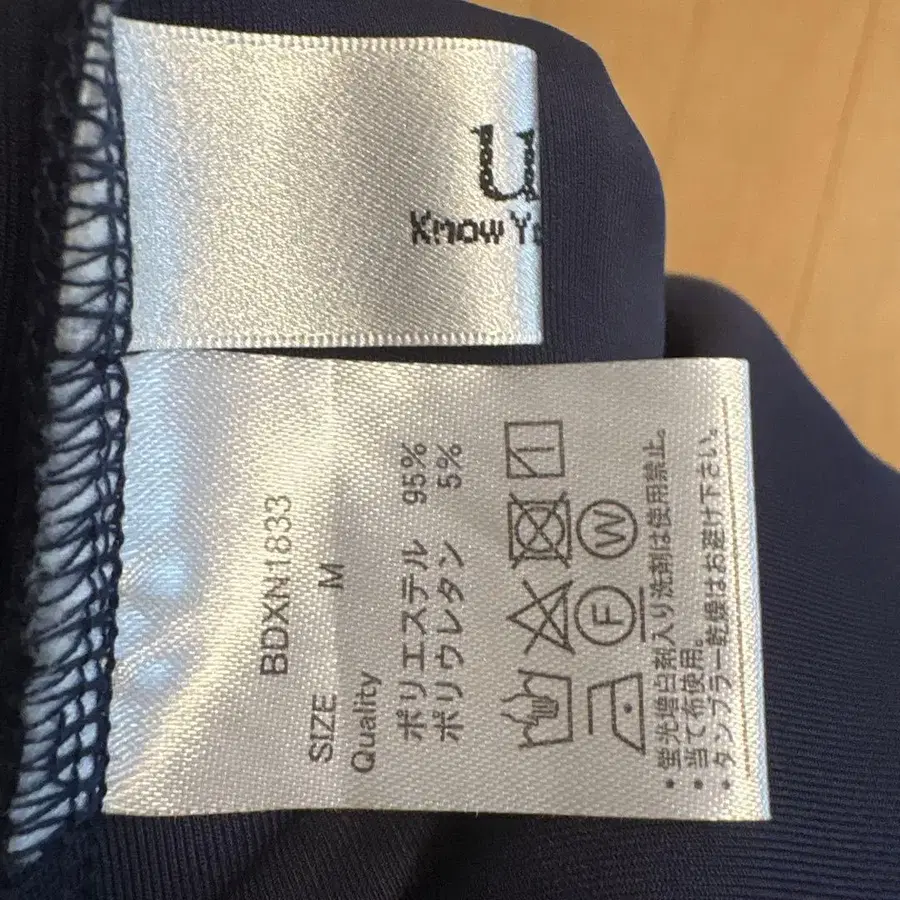 Know
BDXN1833
SIZE M
Quality
ポリエステル 95%
ポリウレタン 5%
F W
・蛍光増白剤入り洗剤は使用禁止。
・当て布使用。
・タンブラー乾燥はお避け下さい。